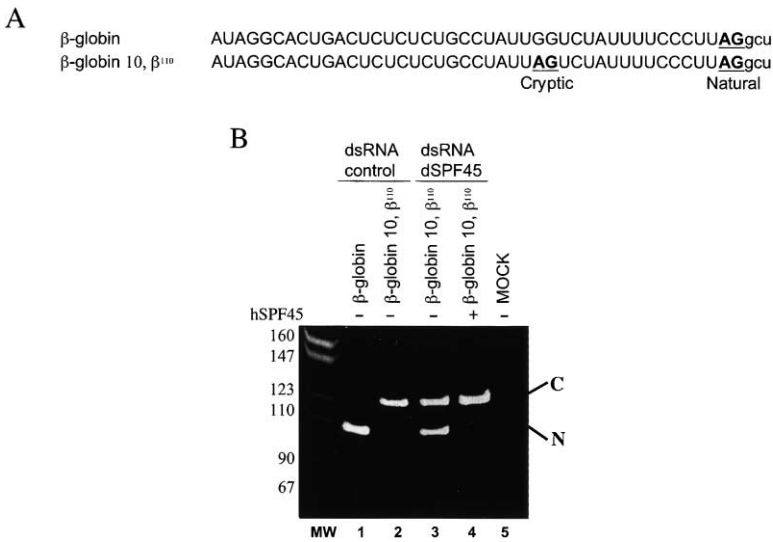 A
β-globin AUAGGCACUGACUCUCUCUGCCUAUUGGUCUAUUUUCCCUUAGgcu
β-globin 10, β¹¹⁰ AUAGGCACUGACUCUCUCUGCCUAUUAGUCUAUUUUCCCUUAGgcu
Cryptic Natural
B
dsRNA dsRNA
control dSPF45
β-globin
β-globin 10, β¹¹⁰
β-globin 10, β¹¹⁰
β-globin 10, β¹¹⁰
MOCK
hSPF45 - - - + -
160
147
123
110
90
67
C
N
MW 1 2 3 4 5